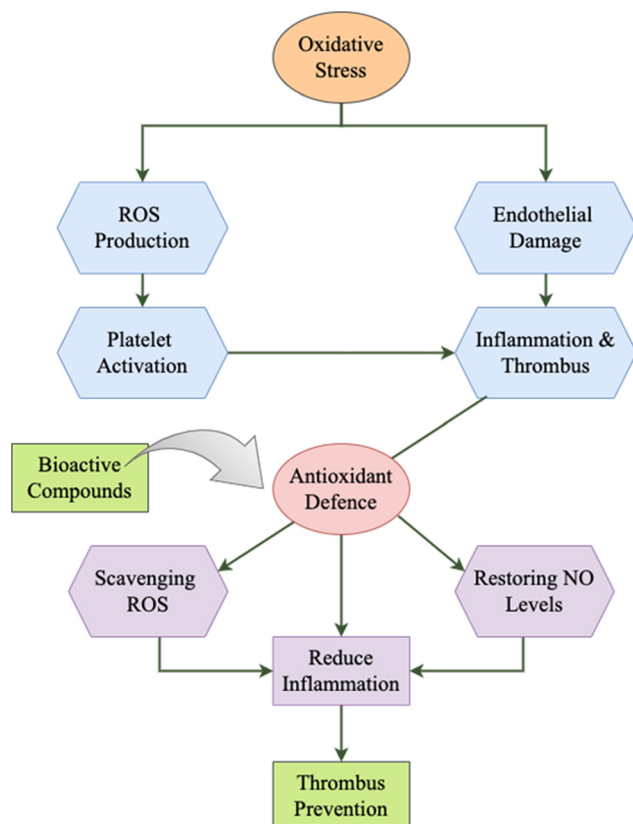 Oxidative
Stress
ROS
Production
Endothelial
Damage
Platelet
Activation
Inflammation &
Thrombus
Bioactive
Compounds
Antioxidant
Defence
Scavenging
ROS
Restoring NO
Levels
Reduce
Inflammation
Thrombus
Prevention